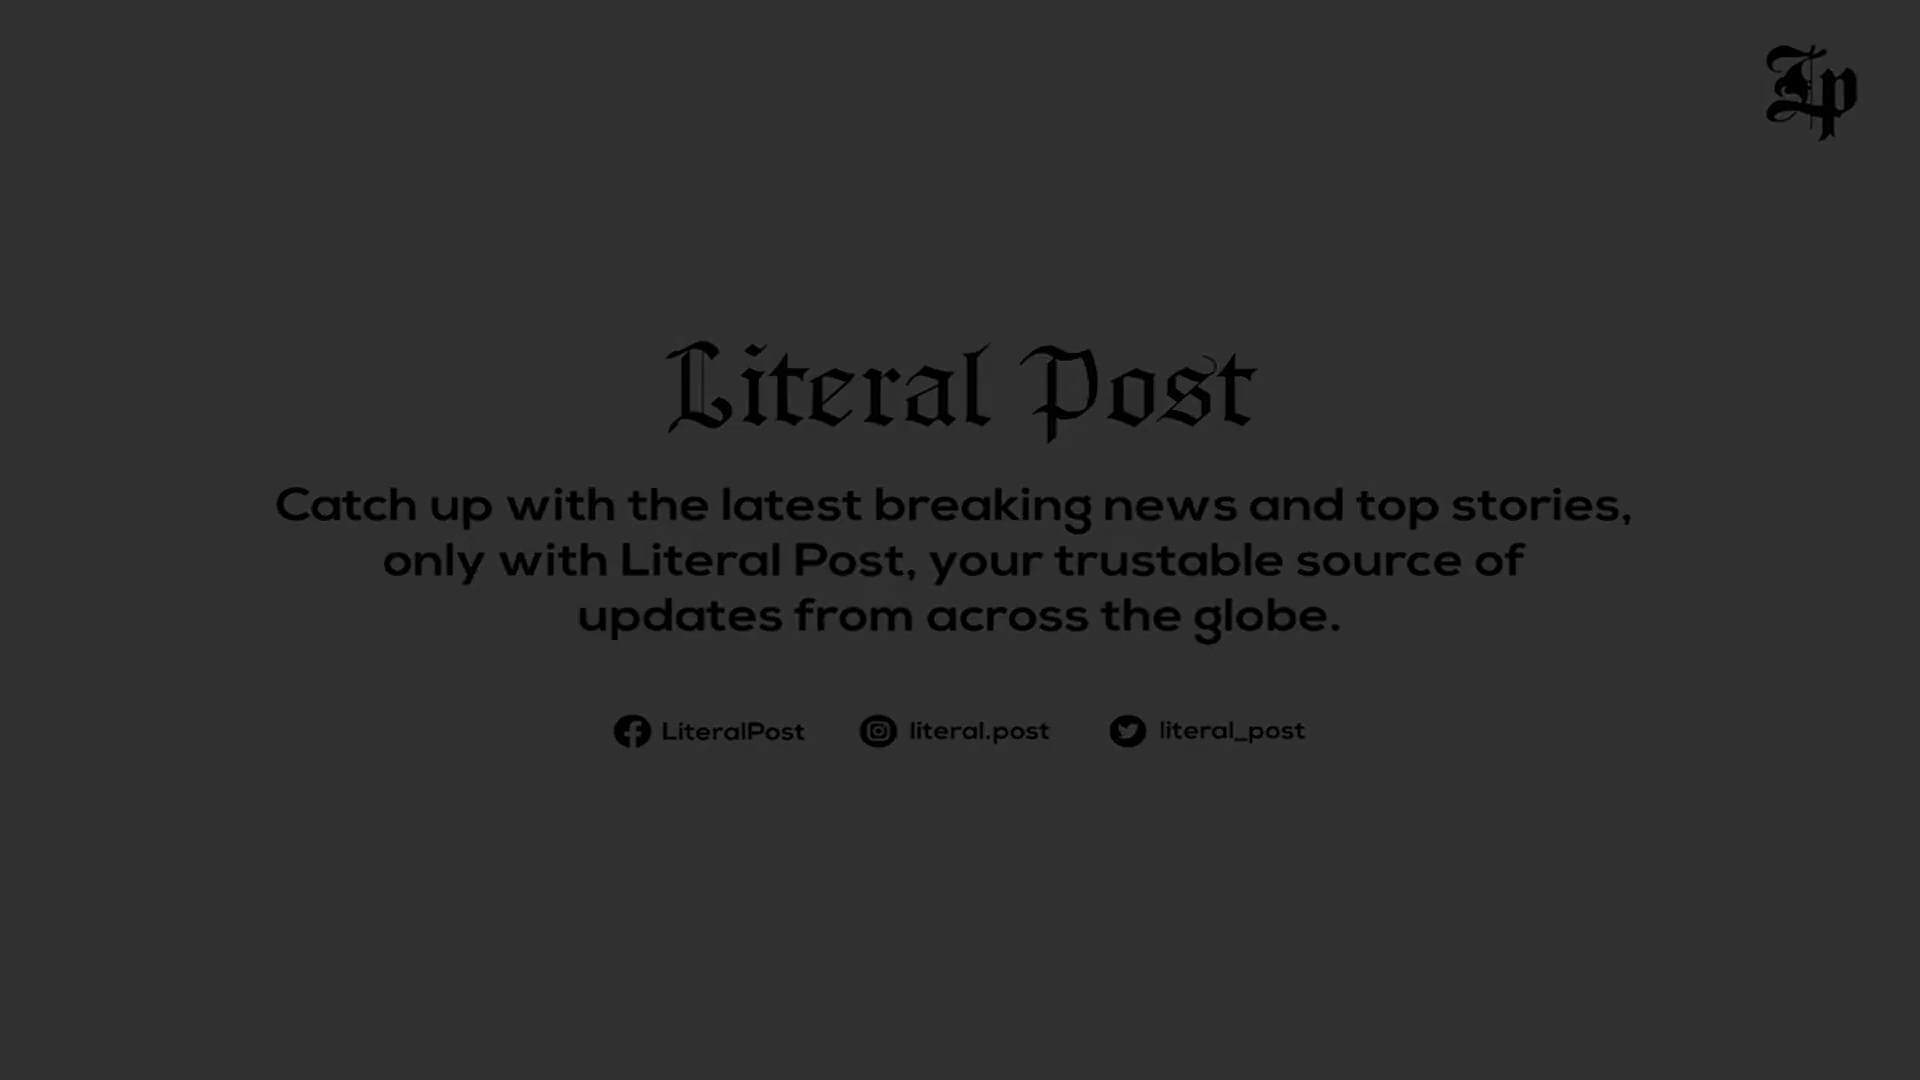 Lp
Literal Post
Catch up with the latest breaking news and top stories,
only with Literal Post, your trustable source of
updates from across the globe.
LiteralPost literal.post literal_post